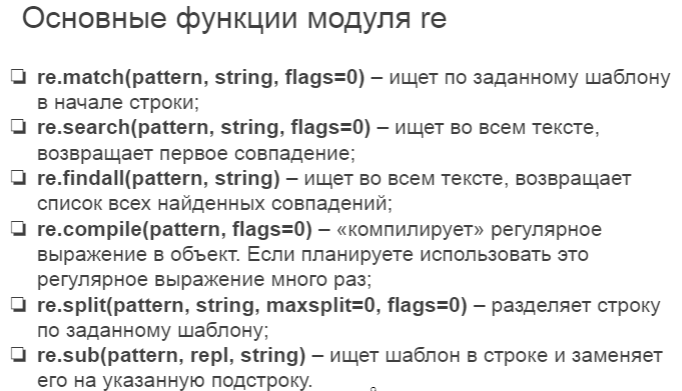 Основные функции модуля re
❏ re.match(pattern, string, flags=0) – ищет по заданному шаблону
в начале строки;
❏ re.search(pattern, string, flags=0) – ищет во всем тексте,
возвращает первое совпадение;
❏ re.findall(pattern, string) – ищет во всем тексте, возвращает
список всех найденных совпадений;
❏ re.compile(pattern, flags=0) – «компилирует» регулярное
выражение в объект. Если планируете использовать это
регулярное выражение много раз;
❏ re.split(pattern, string, maxsplit=0, flags=0) – разделяет строку
по заданному шаблону;
❏ re.sub(pattern, repl, string) – ищет шаблон в строке и заменяет
его на указанную подстроку.